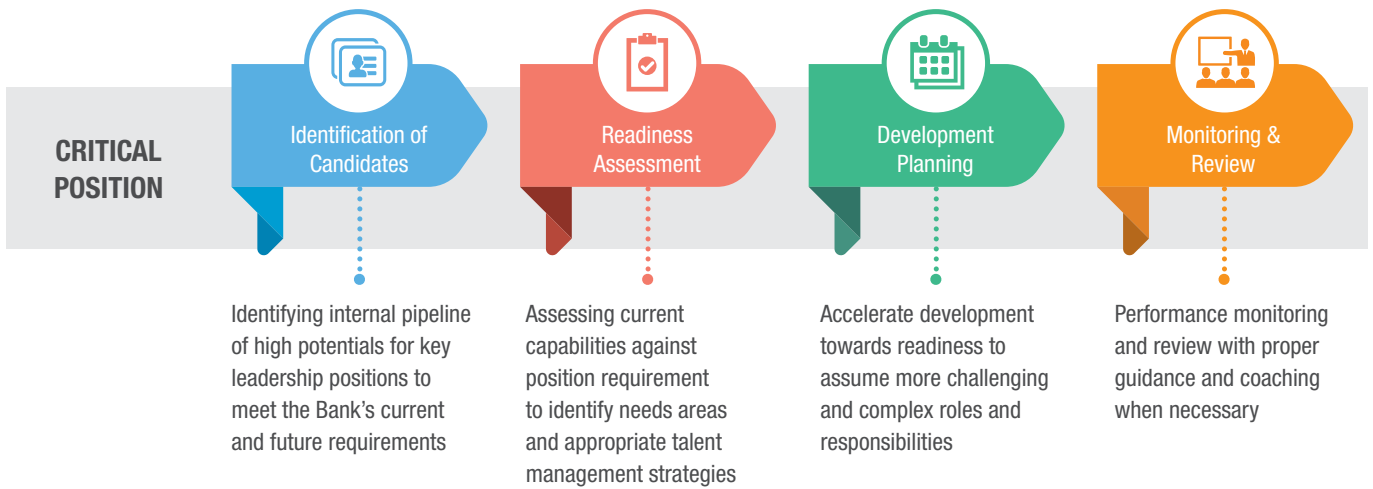 CRITICAL
POSITION
Identification of
Candidates
Readiness
Assessment
Development
Planning
Monitoring &
Review
Identifying internal pipeline
of high potentials for key
leadership positions to
meet the Bank’s current
and future requirements
Assessing current
capabilities against
position requirement
to identify needs areas
and appropriate talent
management strategies
Accelerate development
towards readiness to
assume more challenging
and complex roles and
responsibilities
Performance monitoring
and review with proper
guidance and coaching
when necessary